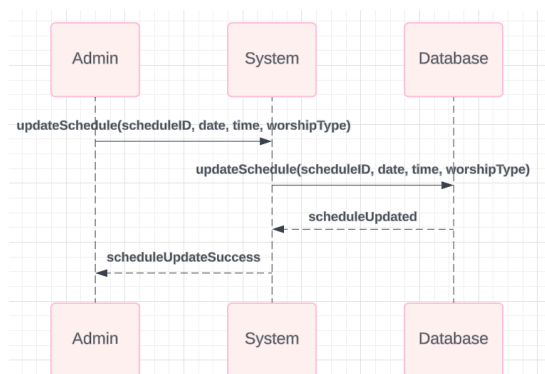 Admin
System
Database
updateSchedule(scheduleID, date, time, worshipType)
updateSchedule(scheduleID, date, time, worshipType)
scheduleUpdated
scheduleUpdateSuccess
Admin
System
Database